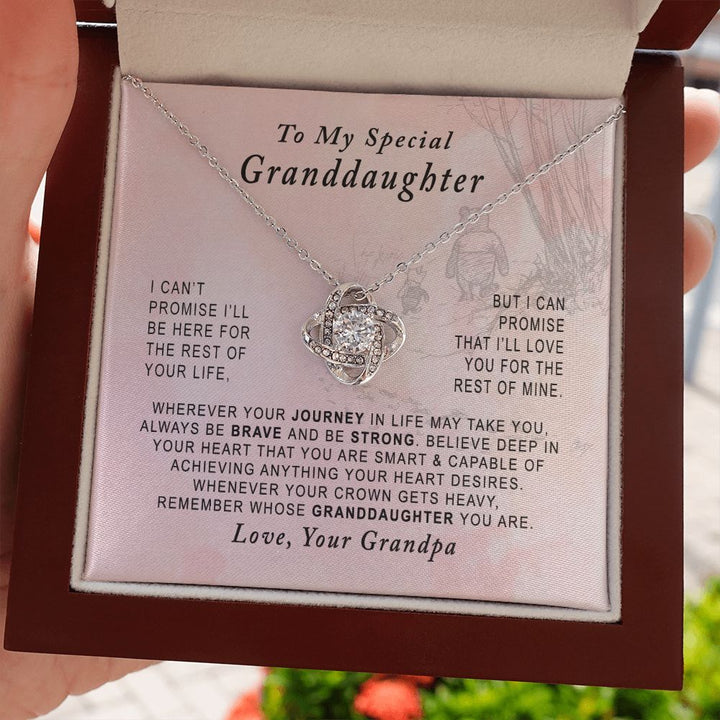 To My Special
Granddaughter
I CAN'T
PROMISE I'LL
BE HERE FOR
THE REST OF
YOUR LIFE,
BUT I CAN
PROMISE
THAT I'LL LOVE
YOU FOR THE
REST OF MINE.
WHEREVER YOUR JOURNEY IN LIFE MAY TAKE YOU,
ALWAYS BE BRAVE AND BE STRONG. BELIEVE DEEP IN
YOUR HEART THAT YOU ARE SMART & CAPABLE OF
ACHIEVING ANYTHING YOUR HEART DESIRES.
WHENEVER YOUR CROWN GETS HEAVY,
REMEMBER WHOSE GRANDDAUGHTER YOU ARE.
Love, Your Grandpa